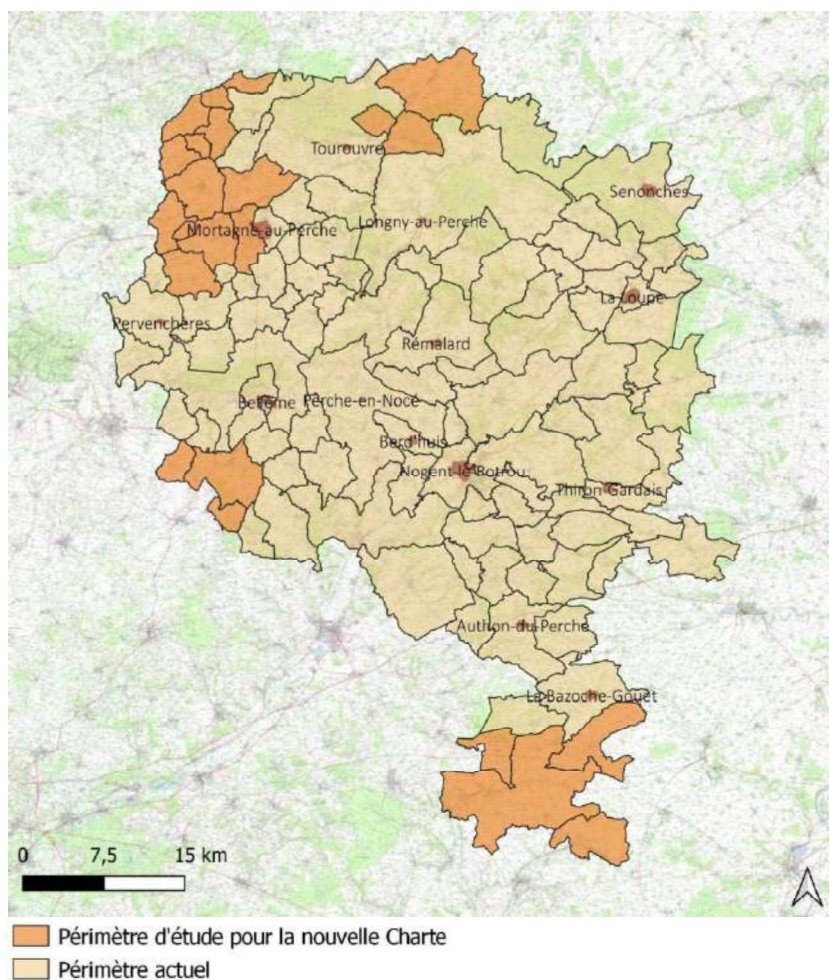 Tourouvre
Senonches
Longny-au-Perche
Mortagne-au-Perche
La Loupe
Pervenchères
Rémalard
Bellême
Perche-en-Nocé
Berd'huis
Nogent-le-Rotrou
Thiron-Gardais
Authon-du-Perche
La Bazoche-Gouët
0 7,5 15 km
Périmètre d'étude pour la nouvelle Charte
Périmètre actuel